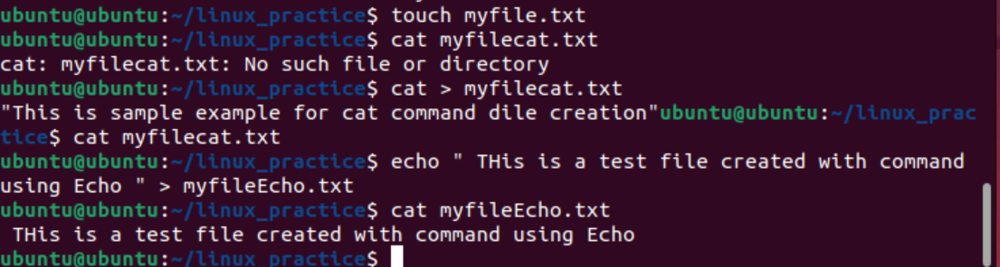 ubuntu@ubuntu:~/linux_practice$ touch myfile.txt
ubuntu@ubuntu:~/linux_practice$ cat myfilecat.txt
cat: myfilecat.txt: No such file or directory
ubuntu@ubuntu:~/linux_practice$ cat > myfilecat.txt
"This is sample example for cat command dile creation"ubuntu@ubuntu:~/linux_prac
tice$ cat myfilecat.txt
ubuntu@ubuntu:~/linux_practice$ echo " THis is a test file created with command
using Echo " > myfileEcho.txt
ubuntu@ubuntu:~/linux_practice$ cat myfileEcho.txt
 THis is a test file created with command using Echo
ubuntu@ubuntu:~/linux_practice$